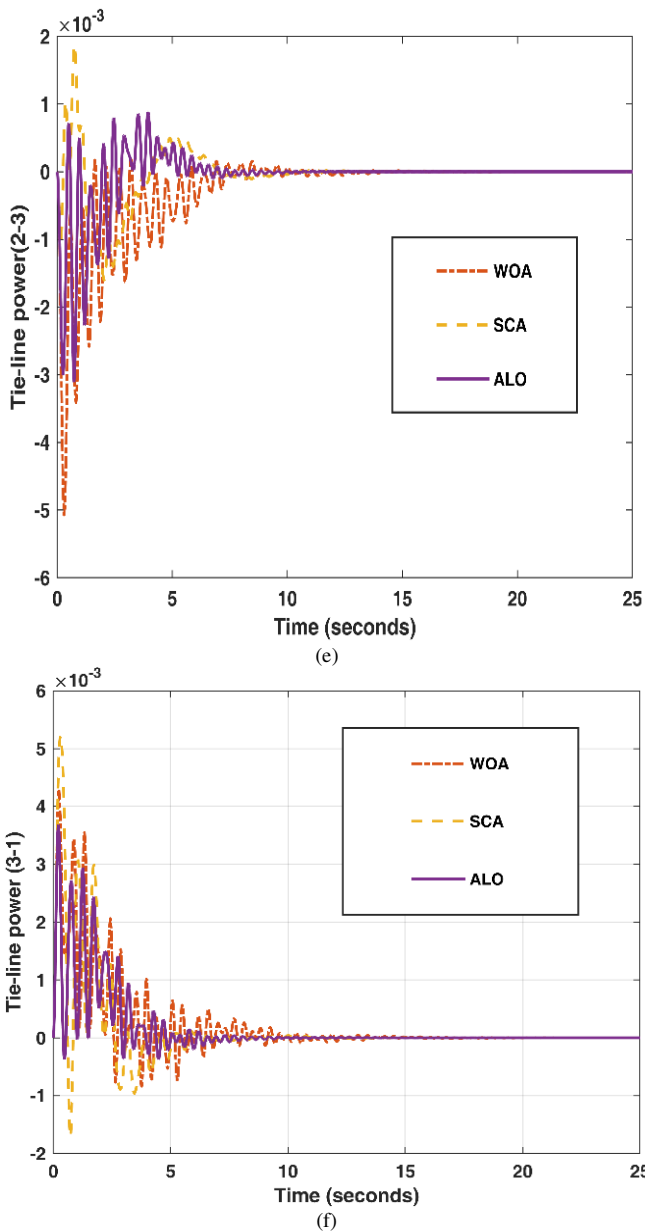 ×10-3
2
1
0
-1
-2
-3
-4
-5
-6
Tie-line power(2-3)
WOA
SCA
ALO
0 5 10 15 20 25
Time (seconds)
(e)
×10-3
6
5
4
3
2
1
0
-1
-2
Tie-line power (3-1)
WOA
SCA
ALO
0 5 10 15 20 25
Time (seconds)
(f)